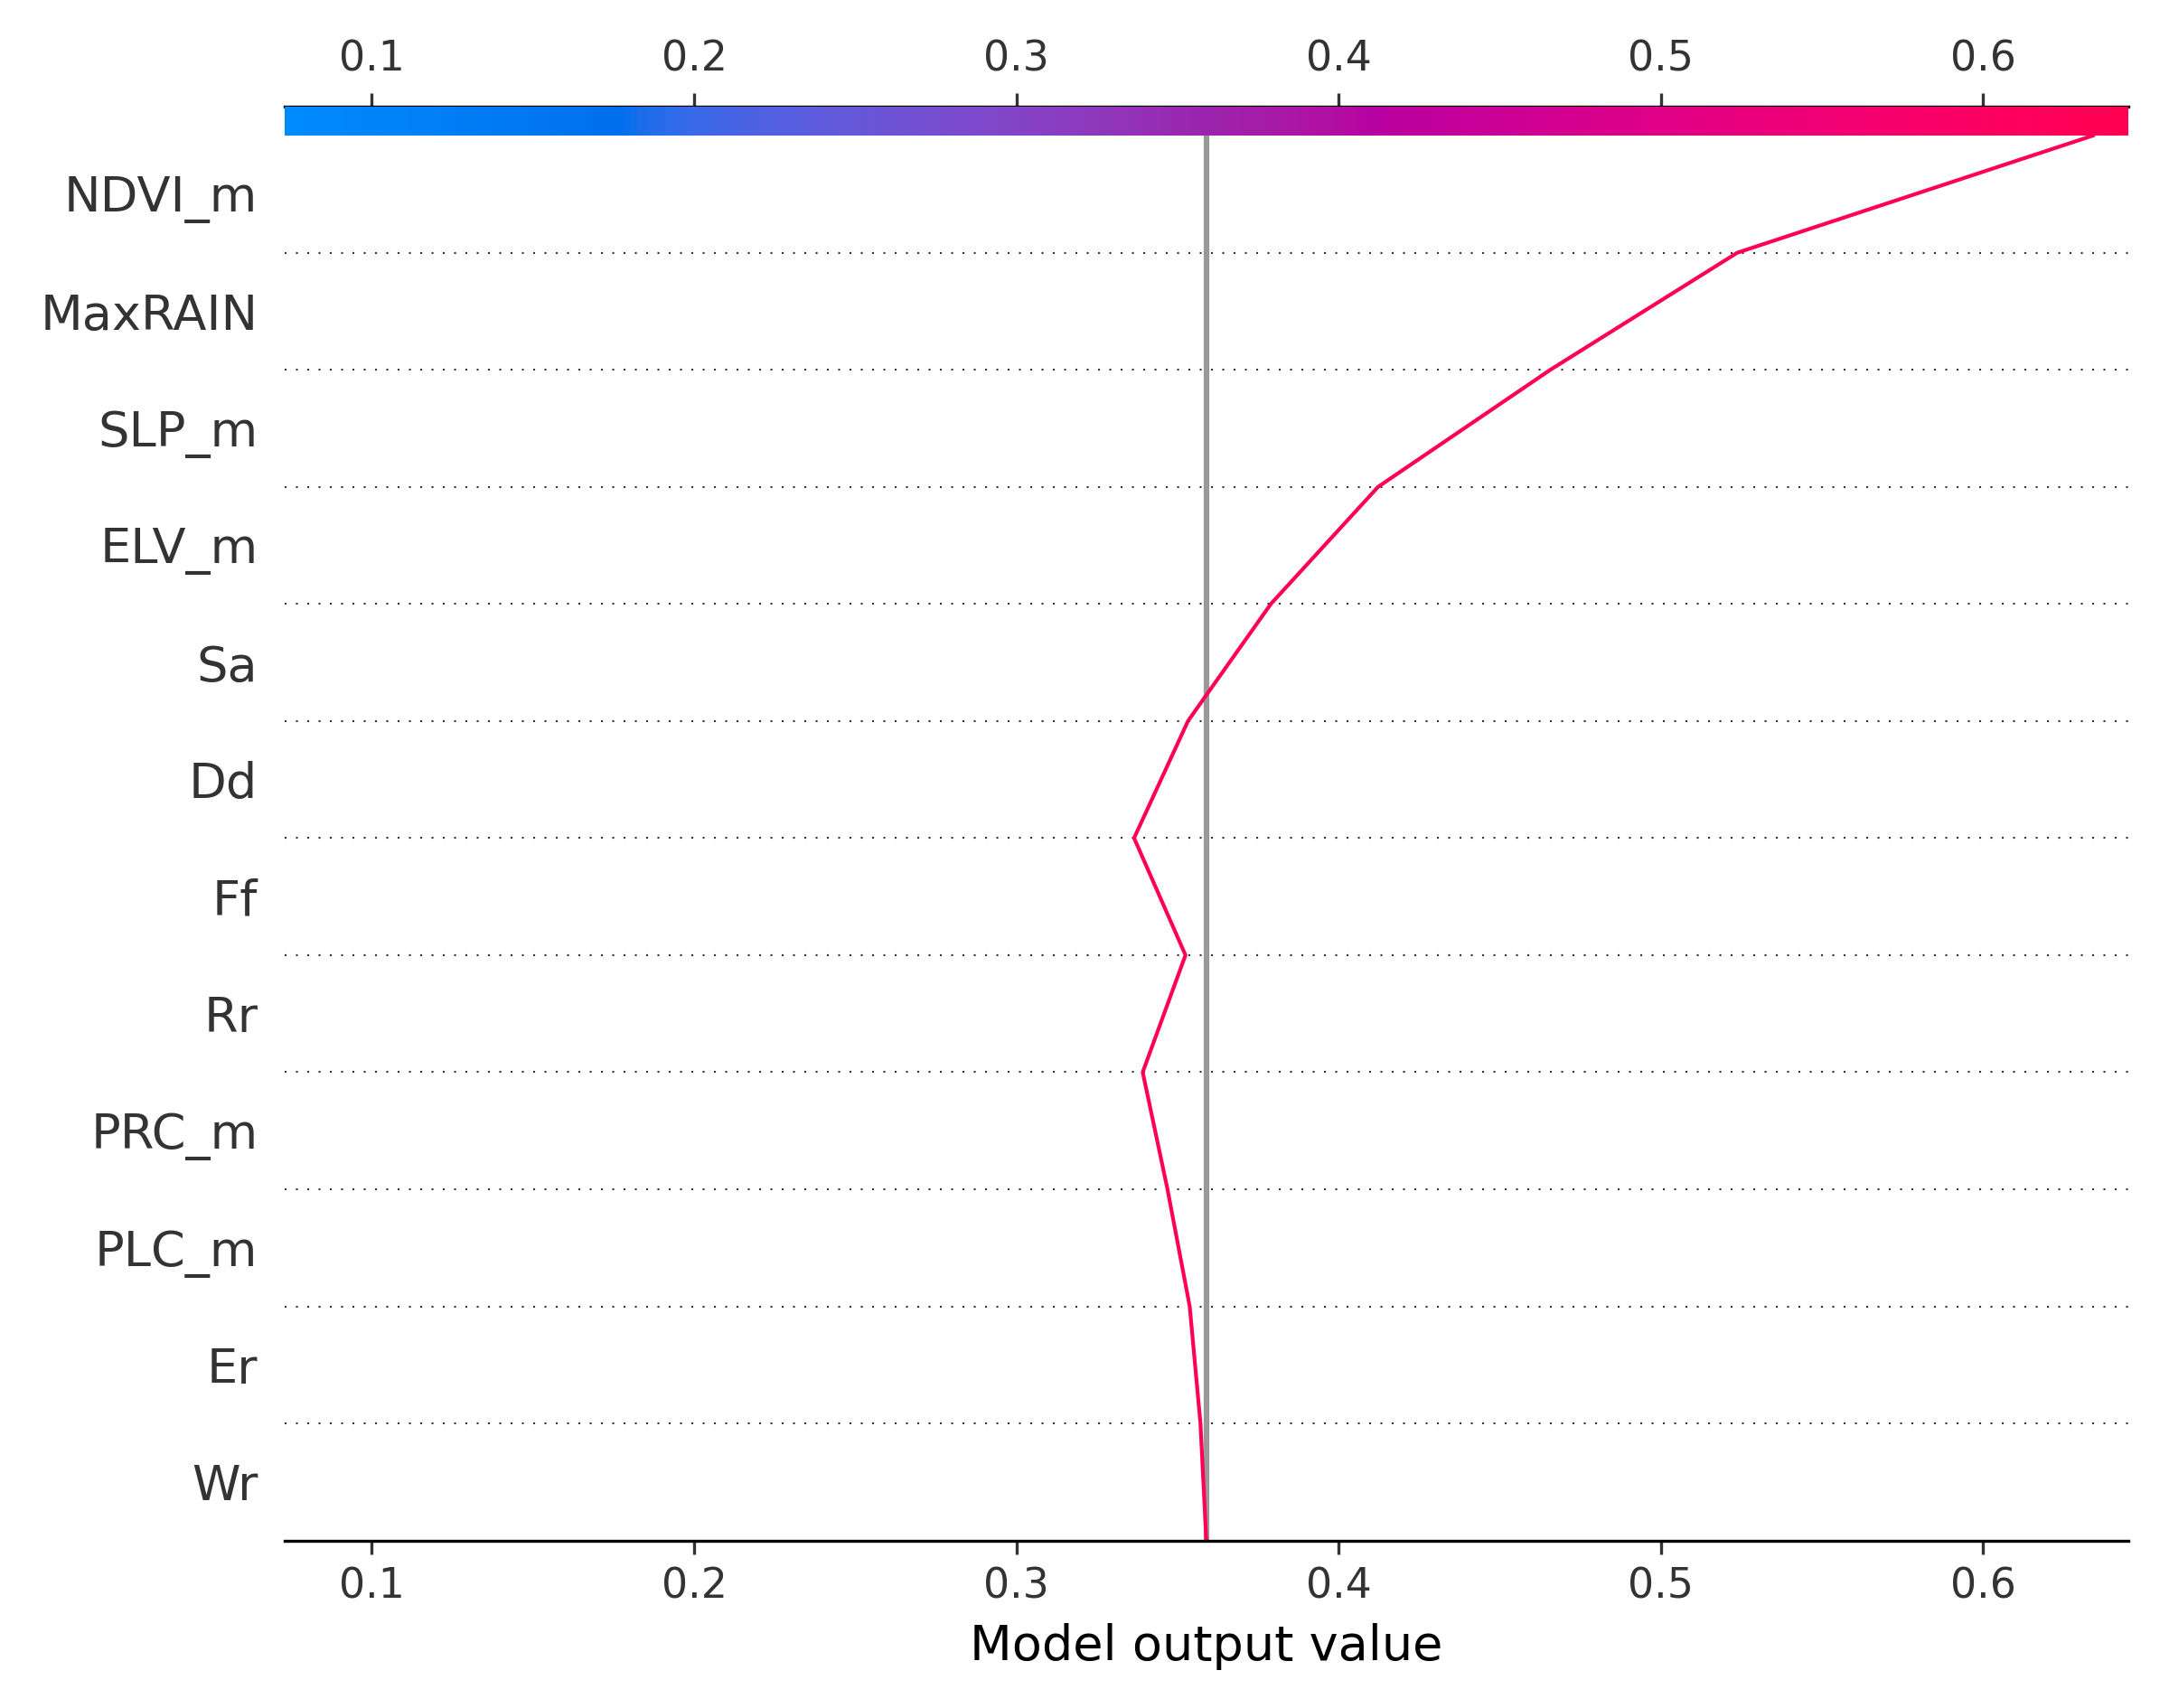 0.1 0.2 0.3 0.4 0.5 0.6
NDVI_m
MaxRAIN
SLP_m
ELV_m
Sa
Dd
Ff
Rr
PRC_m
PLC_m
Er
Wr
0.1 0.2 0.3 0.4 0.5 0.6
Model output value